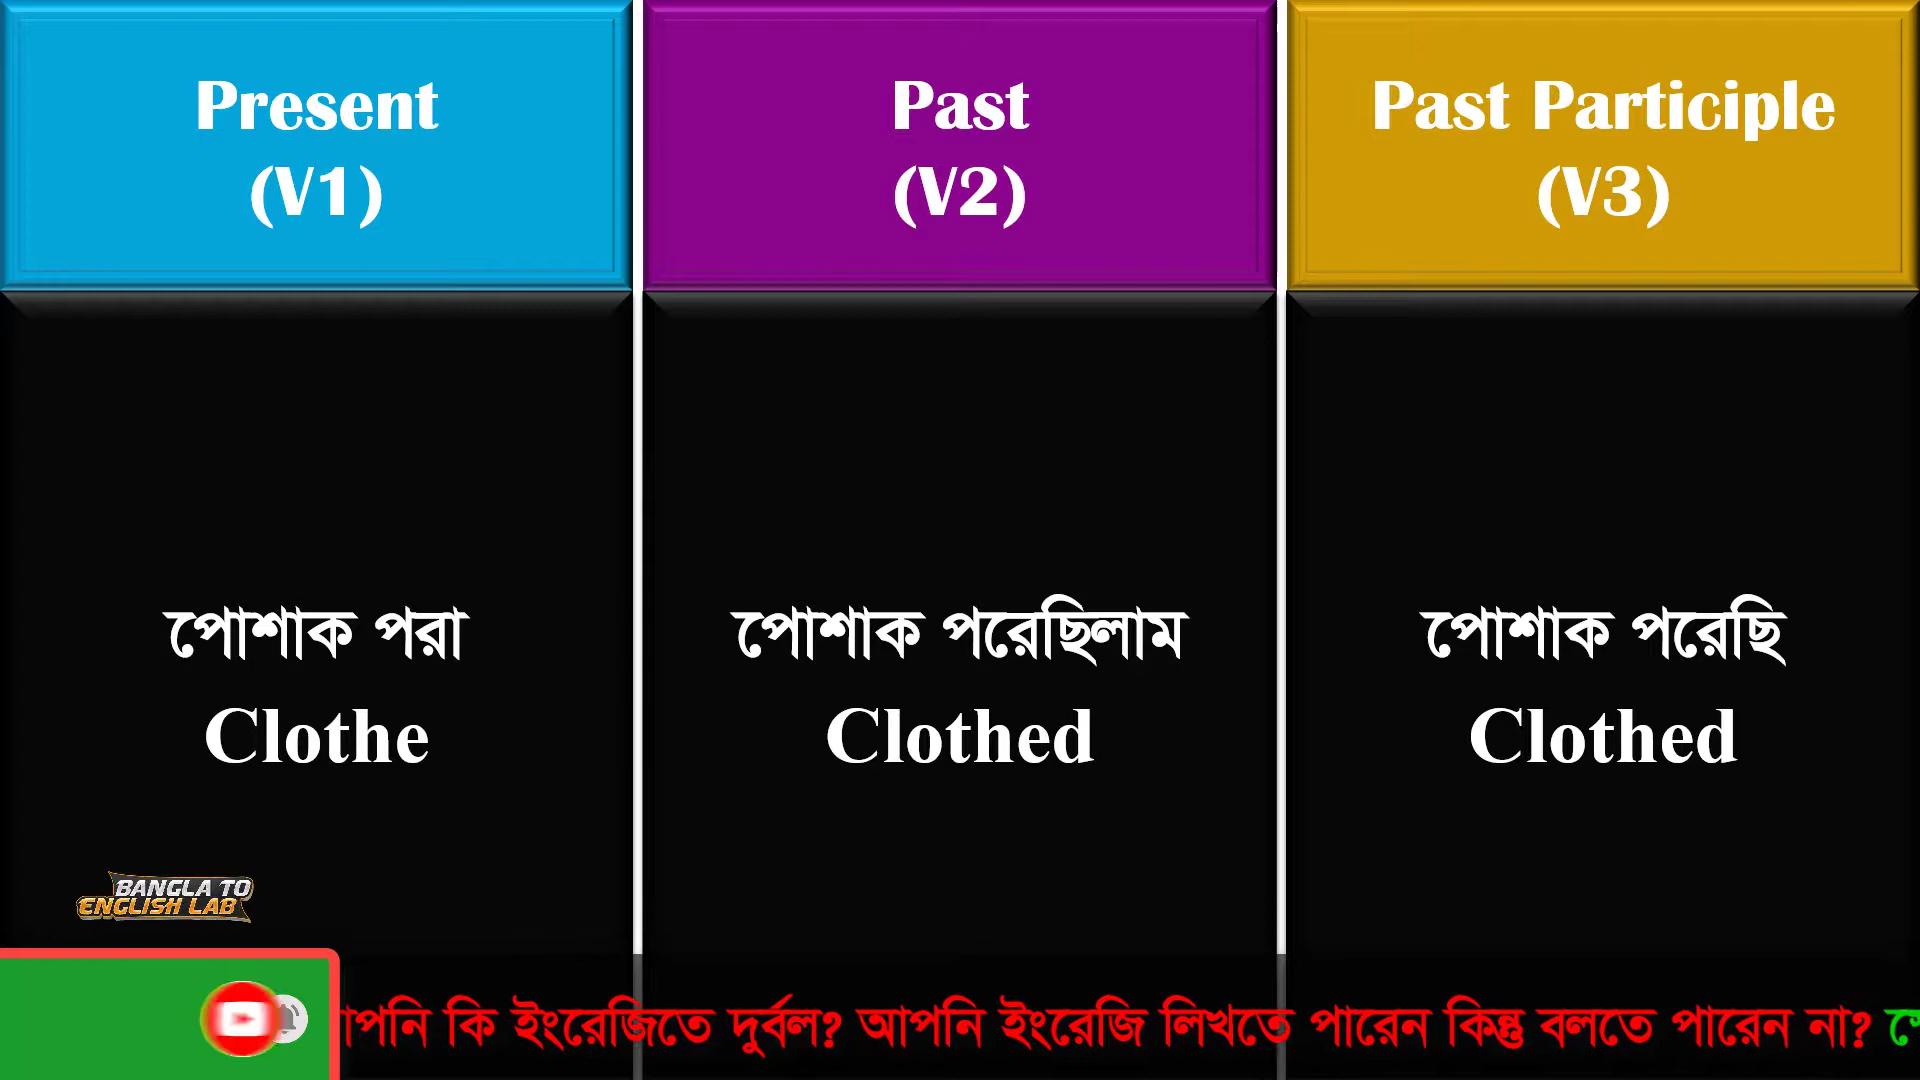 Present
(V1)
Past
(V2)
Past Participle
(V3)
পোশাক পরা
Clothe
পোশাক পরেছিলাম
Clothed
পোশাক পরেছি
Clothed
BANGLA TO
ENGLISH LAB
কি ইংরেজিতে দুর্বল? আপনি ইংরেজি লিখতে পারেন কিন্তু বলতে পারেন না?